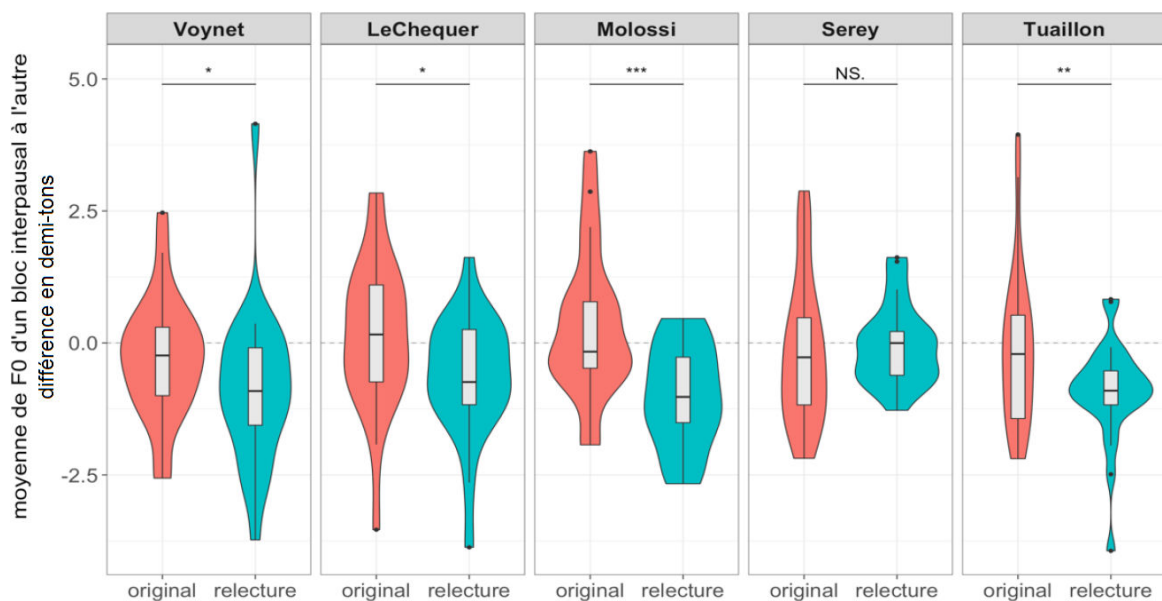 Voynet LeChequer Molossi Serey Tuaillon
moyenne de F0 d'un bloc interpausal à l'autre
différence en demi-tons
* * *** NS. **
5.0
2.5
0.0
-2.5
original relecture original relecture original relecture original relecture original relecture